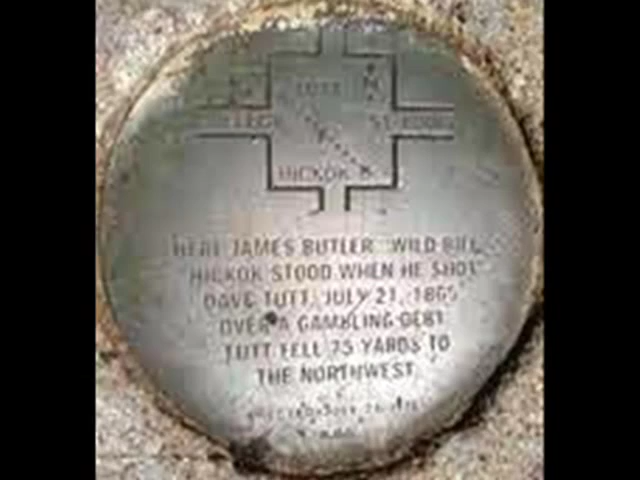 TUTT
N
HICKOK
HERE JAMES BUTLER "WILD BILL"
HICKOK STOOD WHEN HE SHOT
DAVE TUTT, JULY 21, 1865
OVER A GAMBLING DEBT
TUTT FELL 75 YARDS TO
THE NORTHWEST